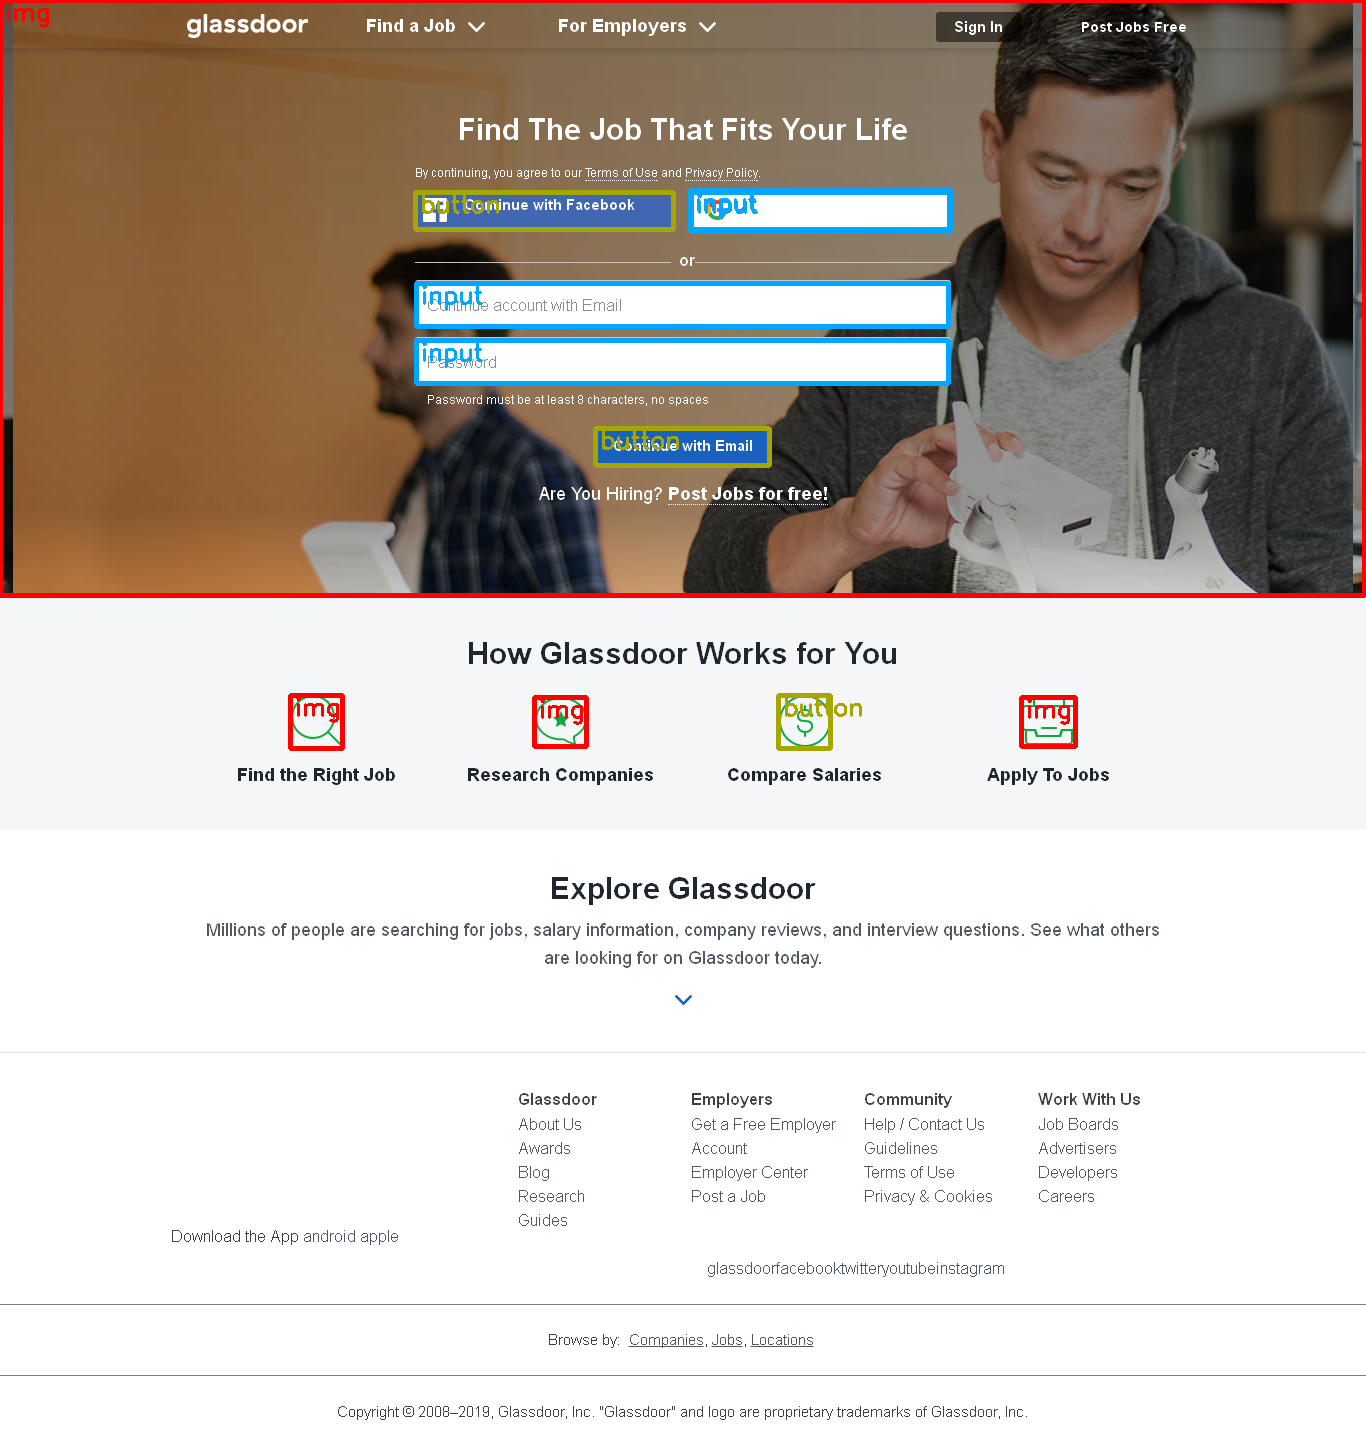 img
glassdoor
Find a Job
For Employers
Sign In
Post Jobs Free
Find The Job That Fits Your Life
By continuing, you agree to our Terms of Use and Privacy Policy.
button
Continue with Facebook
input
or
input
Continue account with Email
input
Password
Password must be at least 8 characters, no spaces
button
Continue with Email
Are You Hiring? Post Jobs for free!
How Glassdoor Works for You
img
img
button
img
Find the Right Job
Research Companies
Compare Salaries
Apply To Jobs
Explore Glassdoor
Millions of people are searching for jobs, salary information, company reviews, and interview questions. See what others
are looking for on Glassdoor today.
Glassdoor
About Us
Awards
Blog
Research
Guides
Employers
Get a Free Employer
Account
Employer Center
Post a Job
Community
Help / Contact Us
Guidelines
Terms of Use
Privacy & Cookies
Work With Us
Job Boards
Advertisers
Developers
Careers
Download the App android apple
glassdoorfacebooktwitteryoutubeinstagram
Browse by: Companies, Jobs, Locations
Copyright © 2008–2019, Glassdoor, Inc. "Glassdoor" and logo are proprietary trademarks of Glassdoor, Inc.